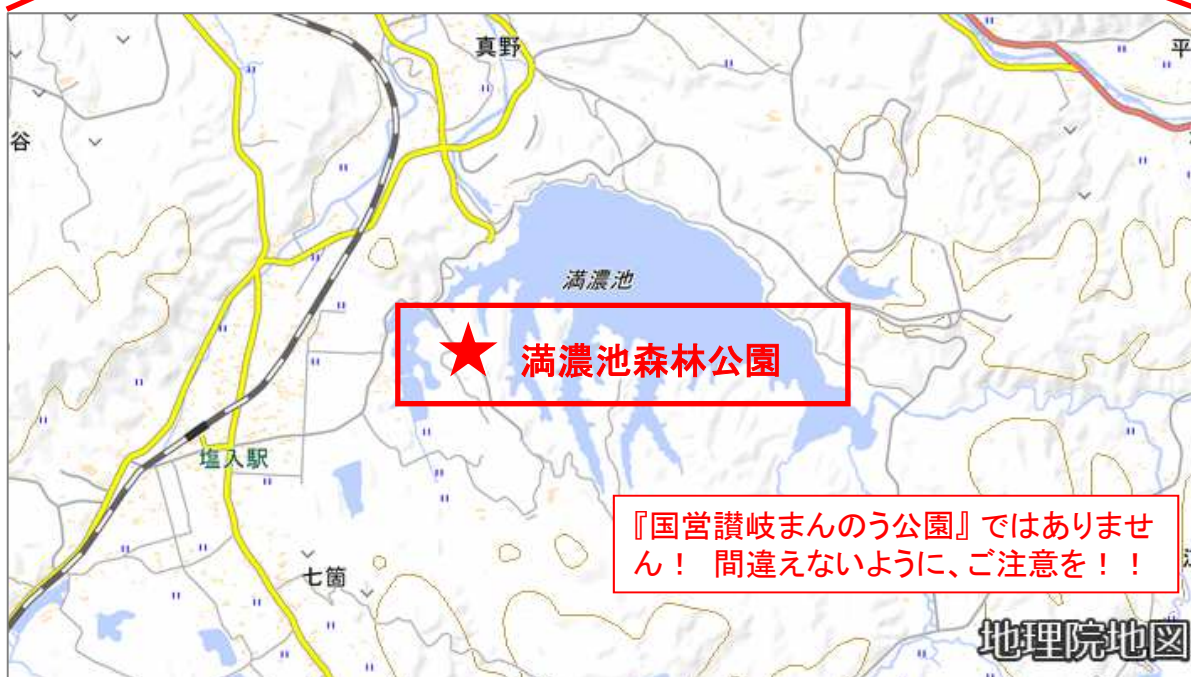 真野
平
谷
満濃池
★ 満濃池森林公園
塩入駅
『国営讃岐まんのう公園』ではありませ
ん！ 間違えないように、ご注意を！！
七箇
地理院地図